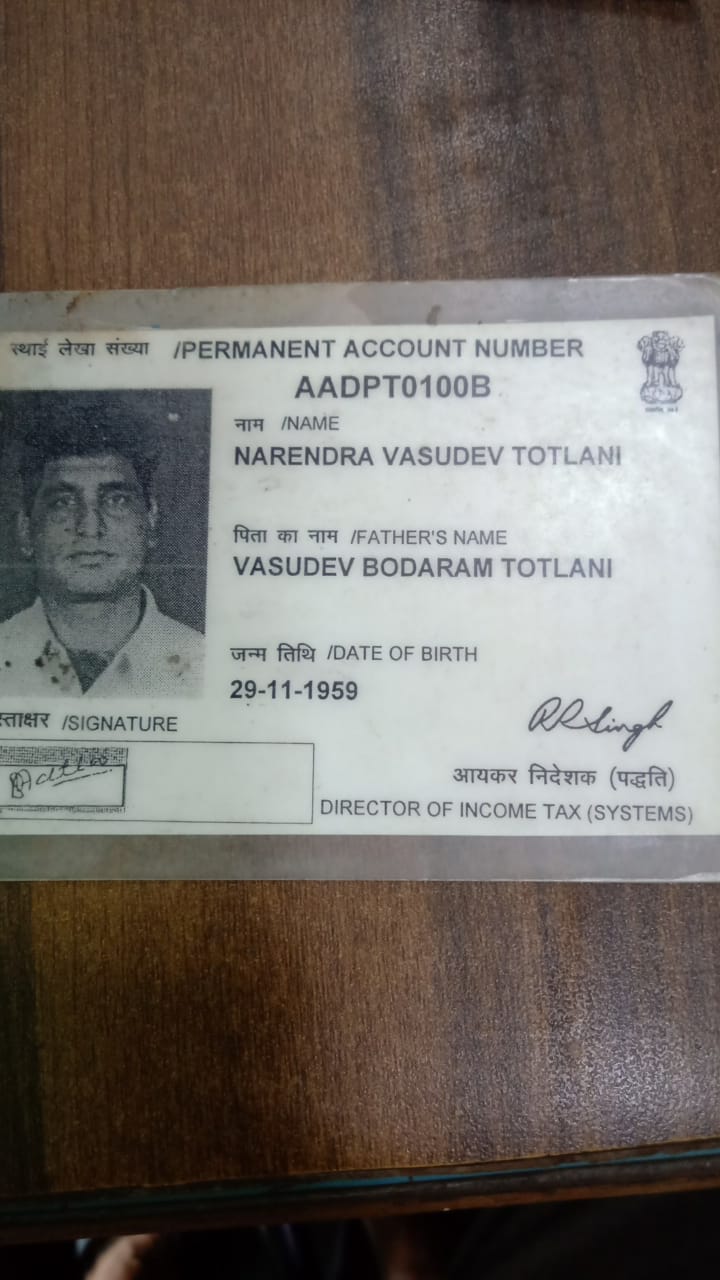 स्थाई लेखा संख्या /PERMANENT ACCOUNT NUMBER
AADPT0100B
नाम /NAME
NARENDRA VASUDEV TOTLANI
पिता का नाम /FATHER'S NAME
VASUDEV BODARAM TOTLANI
जन्म तिथि /DATE OF BIRTH
29-11-1959
स्ताक्षर /SIGNATURE
RRSingh
आयकर निदेशक (पद्धति)
DIRECTOR OF INCOME TAX (SYSTEMS)